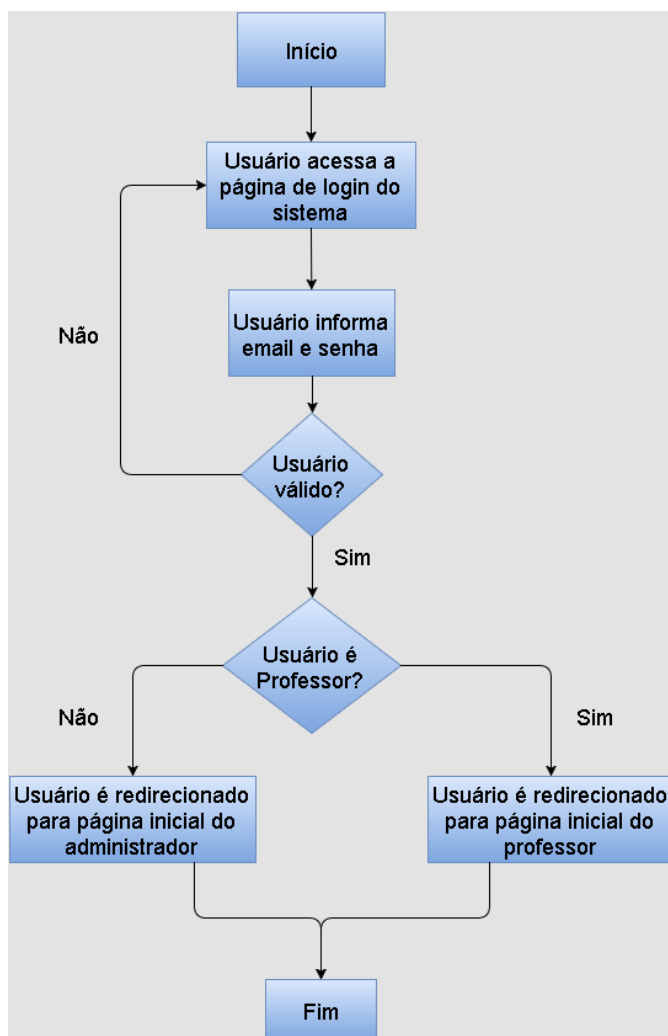 Início
Usuário acessa a
página de login do
sistema
Não
Usuário informa
email e senha
Usuário
válido?
Sim
Usuário é
Professor?
Não
Sim
Usuário é redirecionado
para página inicial do
administrador
Usuário é redirecionado
para página inicial do
professor
Fim